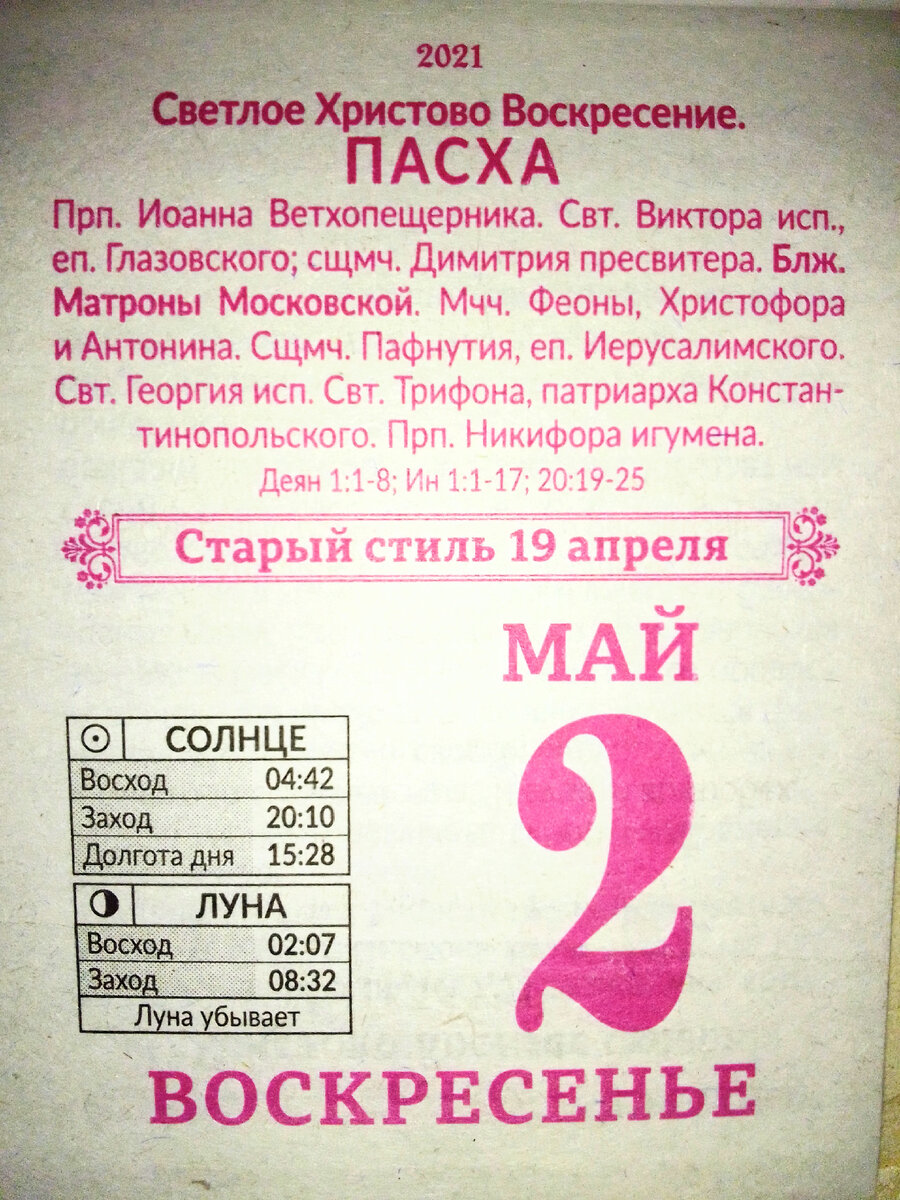 2021
Светлое Христово Воскресение.
ПАСХА
Прп. Иоанна Ветхопещерника. Свт. Виктора исп.,
еп. Глазовского; сщмч. Димитрия пресвитера. Блж.
Матроны Московской. Мчч. Феоны, Христофора
и Антонина. Сщмч. Пафнутия, еп. Иерусалимского.
Свт. Георгия исп. Свт. Трифона, патриарха Констан-
тинопольского. Прп. Никифора игумена.
Деян 1:1-8; Ин 1:1-17; 20:19-25
Старый стиль 19 апреля
МАЙ
2
СОЛНЦЕ
Восход 04:42
Заход 20:10
Долгота дня 15:28
ЛУНА
Восход 02:07
Заход 08:32
Луна убывает
ВОСКРЕСЕНЬЕ